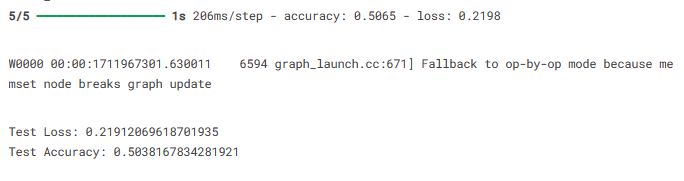 5/5 ━━━━━━━━━━━━━━━━━━━━ 1s 206ms/step - accuracy: 0.5065 - loss: 0.2198
W0000 00:00:1711967301.630011    6594 graph_launch.cc:671] Fallback to op-by-op mode because me
mset node breaks graph update
Test Loss: 0.21912069618701935
Test Accuracy: 0.5038167834281921